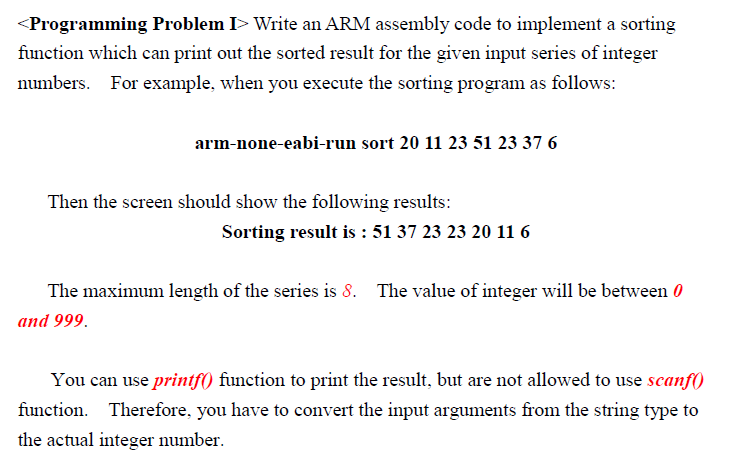 <Programming Problem I> Write an ARM assembly code to implement a sorting
function which can print out the sorted result for the given input series of integer
numbers. For example, when you execute the sorting program as follows:
arm-none-eabi-run sort 20 11 23 51 23 37 6
Then the screen should show the following results:
Sorting result is : 51 37 23 23 20 11 6
The maximum length of the series is 8. The value of integer will be between 0
and 999.
You can use printf() function to print the result, but are not allowed to use scanf()
function. Therefore, you have to convert the input arguments from the string type to
the actual integer number.